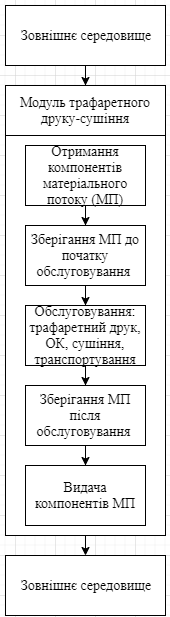 Зовнішнє середовище
Модуль трафаретного
друку-сушіння
Отримання
компонентів
матеріального
потоку (МП)
Зберігання МП до
початку
обслуговування
Обслуговування:
трафаретний друк,
ОК, сушіння,
транспортування
Зберігання МП
після
обслуговування
Видача
компонентів МП
Зовнішнє середовище